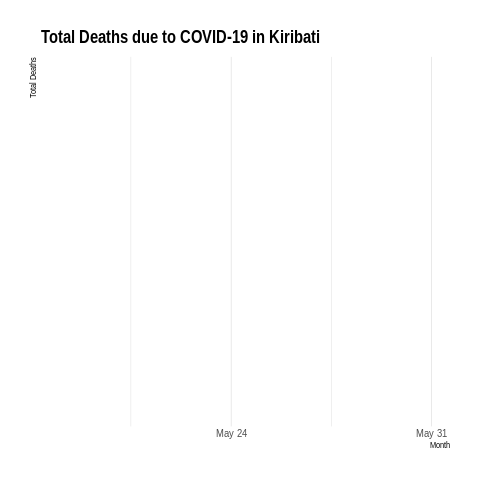 Total Deaths due to COVID-19 in Kiribati
Total Deaths
May 24
May 31
Month